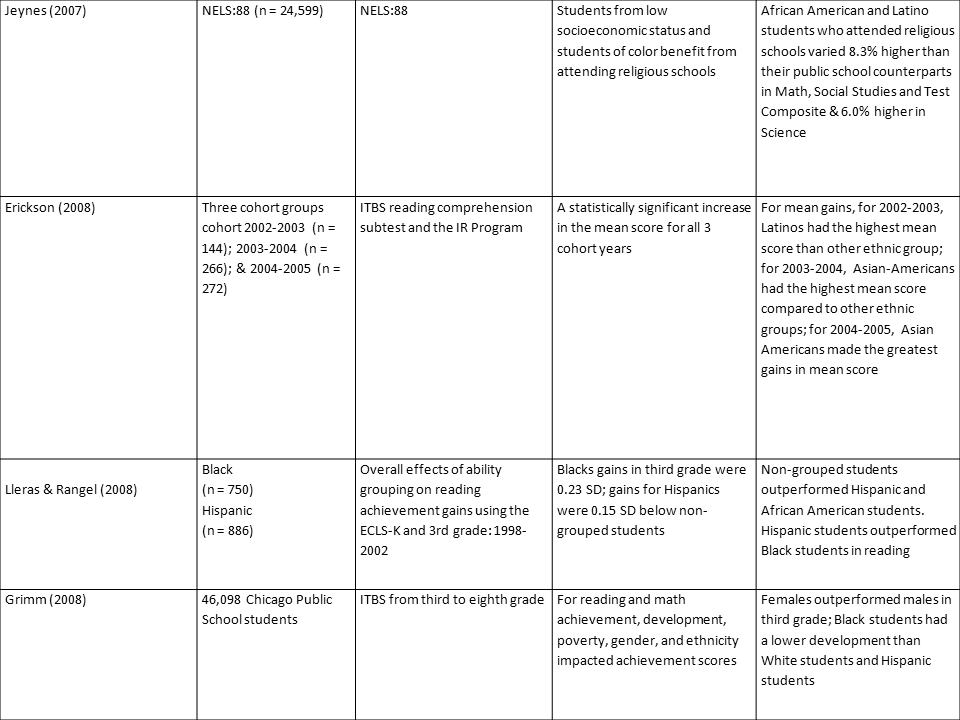 Jeynes (2007)
NELS:88 (n = 24,599)
NELS:88
Students from low
socioeconomic status and
students of color benefit from
attending religious schools
African American and Latino
students who attended religious
schools varied 8.3% higher than
their public school counterparts
in Math, Social Studies and Test
Composite & 6.0% higher in
Science
Erickson (2008)
Three cohort groups
cohort 2002-2003 (n =
144); 2003-2004 (n =
266); & 2004-2005 (n =
272)
ITBS reading comprehension
subtest and the IR Program
A statistically significant increase
in the mean score for all 3
cohort years
For mean gains, for 2002-2003,
Latinos had the highest mean
score than other ethnic group;
for 2003-2004, Asian-Americans
had the highest mean score
compared to other ethnic
groups; for 2004-2005, Asian
Americans made the greatest
gains in mean score
Lleras & Rangel (2008)
Black
(n = 750)
Hispanic
(n = 886)
Overall effects of ability
grouping on reading
achievement gains using the
ECLS-K and 3rd grade: 1998-
2002
Blacks gains in third grade were
0.23 SD; gains for Hispanics
were 0.15 SD below non-
grouped students
Non-grouped students
outperformed Hispanic and
African American students.
Hispanic students outperformed
Black students in reading
Grimm (2008)
46,098 Chicago Public
School students
ITBS from third to eighth grade
For reading and math
achievement, development,
poverty, gender, and ethnicity
impacted achievement scores
Females outperformed males in
third grade; Black students had
a lower development than
White students and Hispanic
students